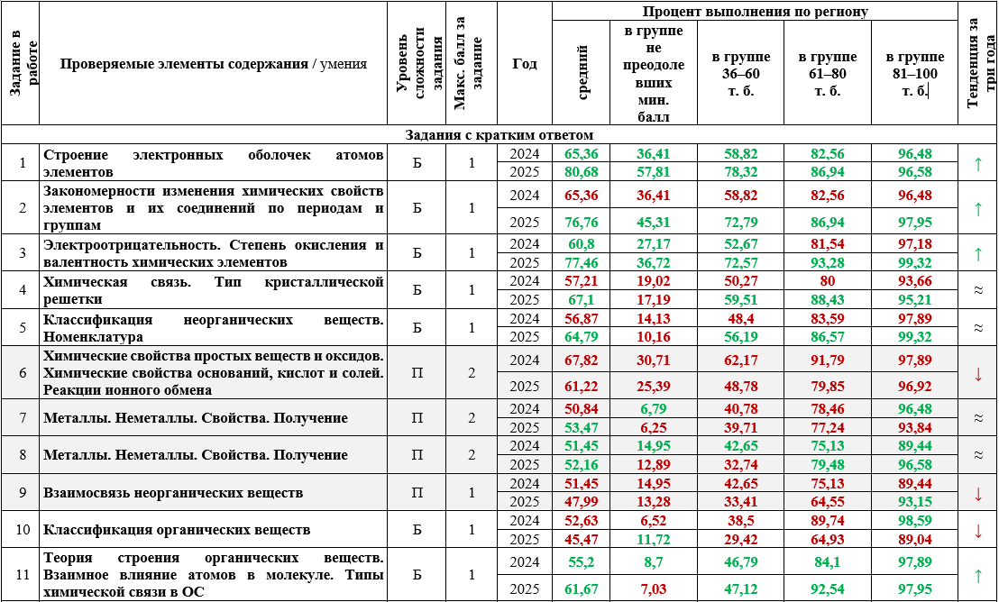 Задание в работе
Проверяемые элементы содержания / умения
Уровень сложности задания
Макс. балл за задание
Год
Процент выполнения по региону
средний
в группе не преодоле вших мин. балл
в группе 36–60 т. б.
в группе 61–80 т. б.
в группе 81–100 т. б.
Тенденция за три года
Задания с кратким ответом
1 Строение электронных оболочек атомов элементов Б 1 2024 65,36 36,41 58,82 82,56 96,48 ↑
2025 80,68 57,81 78,32 86,94 96,58
2 Закономерности изменения химических свойств элементов и их соединений по периодам и группам Б 1 2024 65,36 36,41 58,82 82,56 96,48 ↑
2025 76,76 45,31 72,79 86,94 97,95
3 Электроотрицательность. Степень окисления и валентность химических элементов Б 1 2024 60,8 27,17 52,67 81,54 97,18 ↑
2025 77,46 36,72 72,57 93,28 99,32
4 Химическая связь. Тип кристаллической решетки Б 1 2024 57,21 19,02 50,27 80 93,66 ≈
2025 67,1 17,19 59,51 88,43 95,21
5 Классификация неорганических веществ. Номенклатура Б 1 2024 56,87 14,13 48,4 83,59 97,89 ≈
2025 64,79 10,16 56,19 86,57 99,32
6 Химические свойства простых веществ и оксидов. Химические свойства оснований, кислот и солей. Реакции ионного обмена П 2 2024 67,82 30,71 62,17 91,79 97,89 ↓
2025 61,22 25,39 48,78 79,85 96,92
7 Металлы. Неметаллы. Свойства. Получение П 2 2024 50,84 6,79 40,78 78,46 96,48 ≈
2025 53,47 6,25 39,71 77,24 93,84
8 Металлы. Неметаллы. Свойства. Получение П 2 2024 51,45 14,95 42,65 75,13 89,44 ≈
2025 52,16 12,89 32,74 79,48 96,58
9 Взаимосвязь неорганических веществ П 1 2024 51,45 14,95 42,65 75,13 89,44 ↓
2025 47,99 13,28 33,41 64,55 93,15
10 Классификация органических веществ Б 1 2024 52,63 6,52 38,5 89,74 98,59 ↓
2025 45,47 11,72 29,42 64,93 89,04
11 Теория строения органических веществ. Взаимное влияние атомов в молекуле. Типы химической связи в ОС Б 1 2024 55,2 8,7 46,79 84,1 97,89 ↑
2025 61,67 7,03 47,12 92,54 97,95